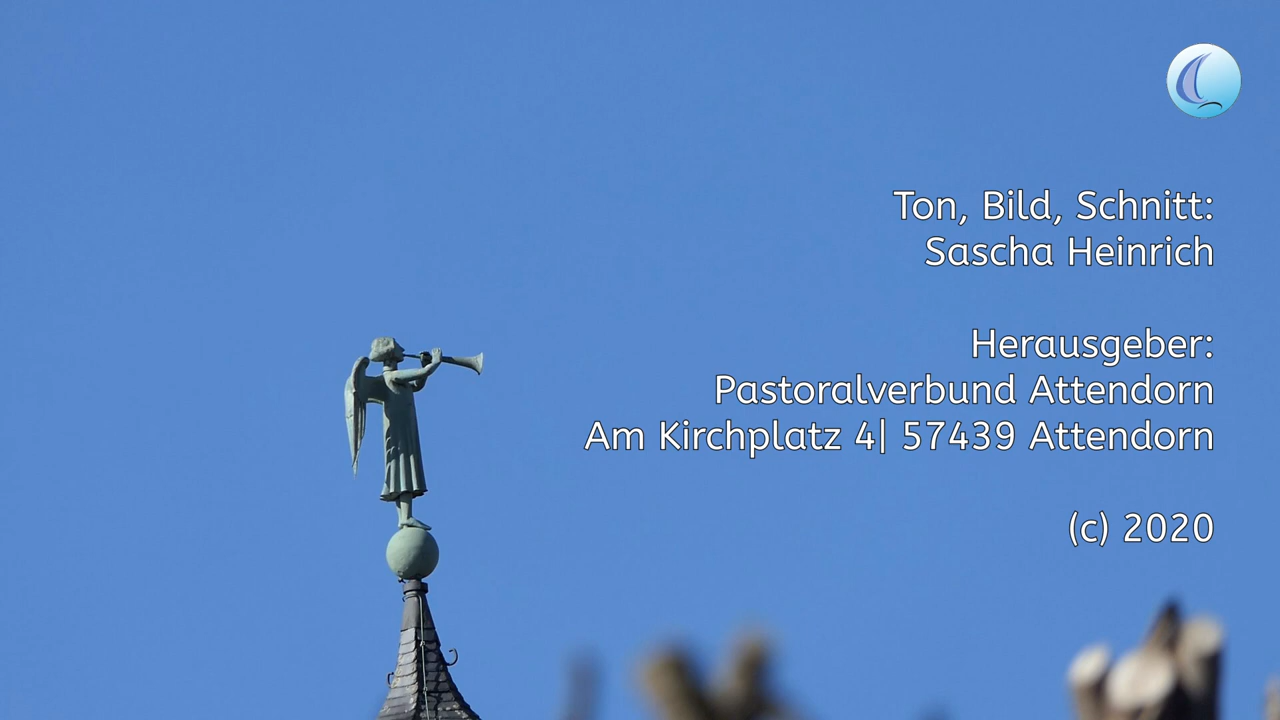 Ton, Bild, Schnitt:
Sascha Heinrich
Herausgeber:
Pastoralverbund Attendorn
Am Kirchplatz 4| 57439 Attendorn
(c) 2020